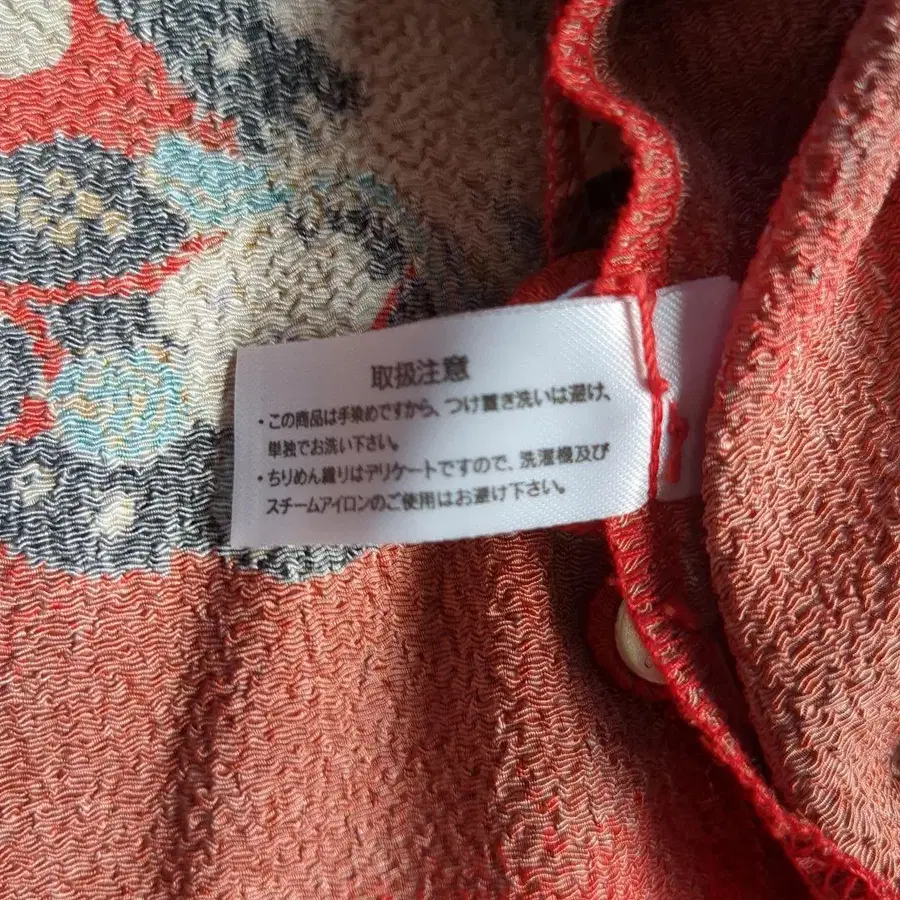 取扱注意
・この商品は手染めですから、つけ置き洗いは避け、
単独でお洗い下さい。
・ちりめん織りはデリケートですので、洗濯機及び
スチームアイロンのご使用はお避け下さい。